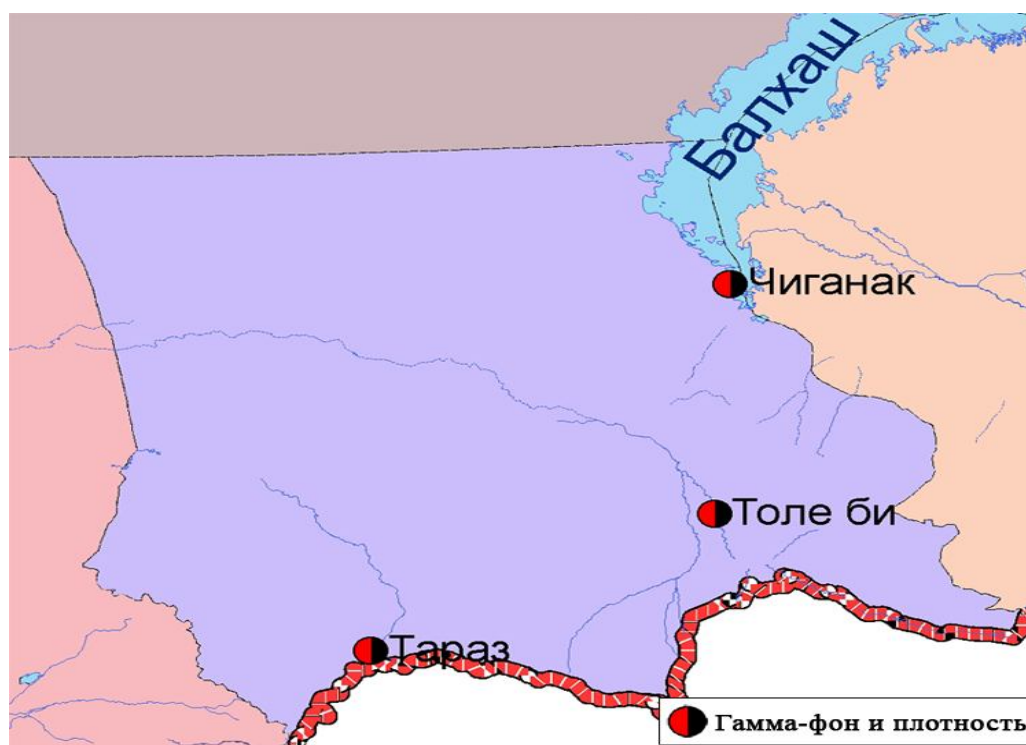 Балхаш
Чиганак
Толе би
Тараз
Гамма-фон и плотность